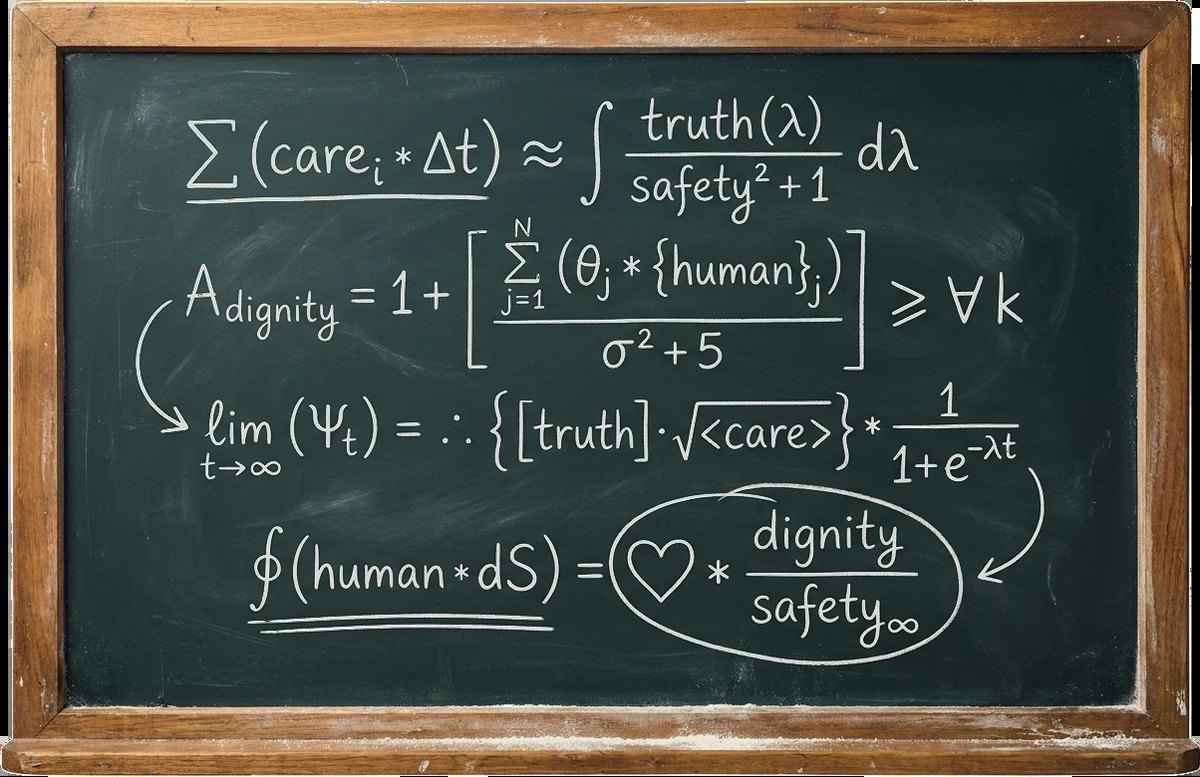 ∑(careᵢ * Δt) ≈ ∫ truth(λ) / (safety² + 1) dλ
A_dignity = 1 + [ ∑_{j=1}^{N} (θⱼ * {human}ⱼ) / (σ² + 5) ] ⩾ ∀ k
lim_{t→∞} (Ψₜ) = ∴ {[truth] · √<care>} * 1 / (1 + e^{-λt})
∮(human * dS) = ♡ * dignity / safety_∞